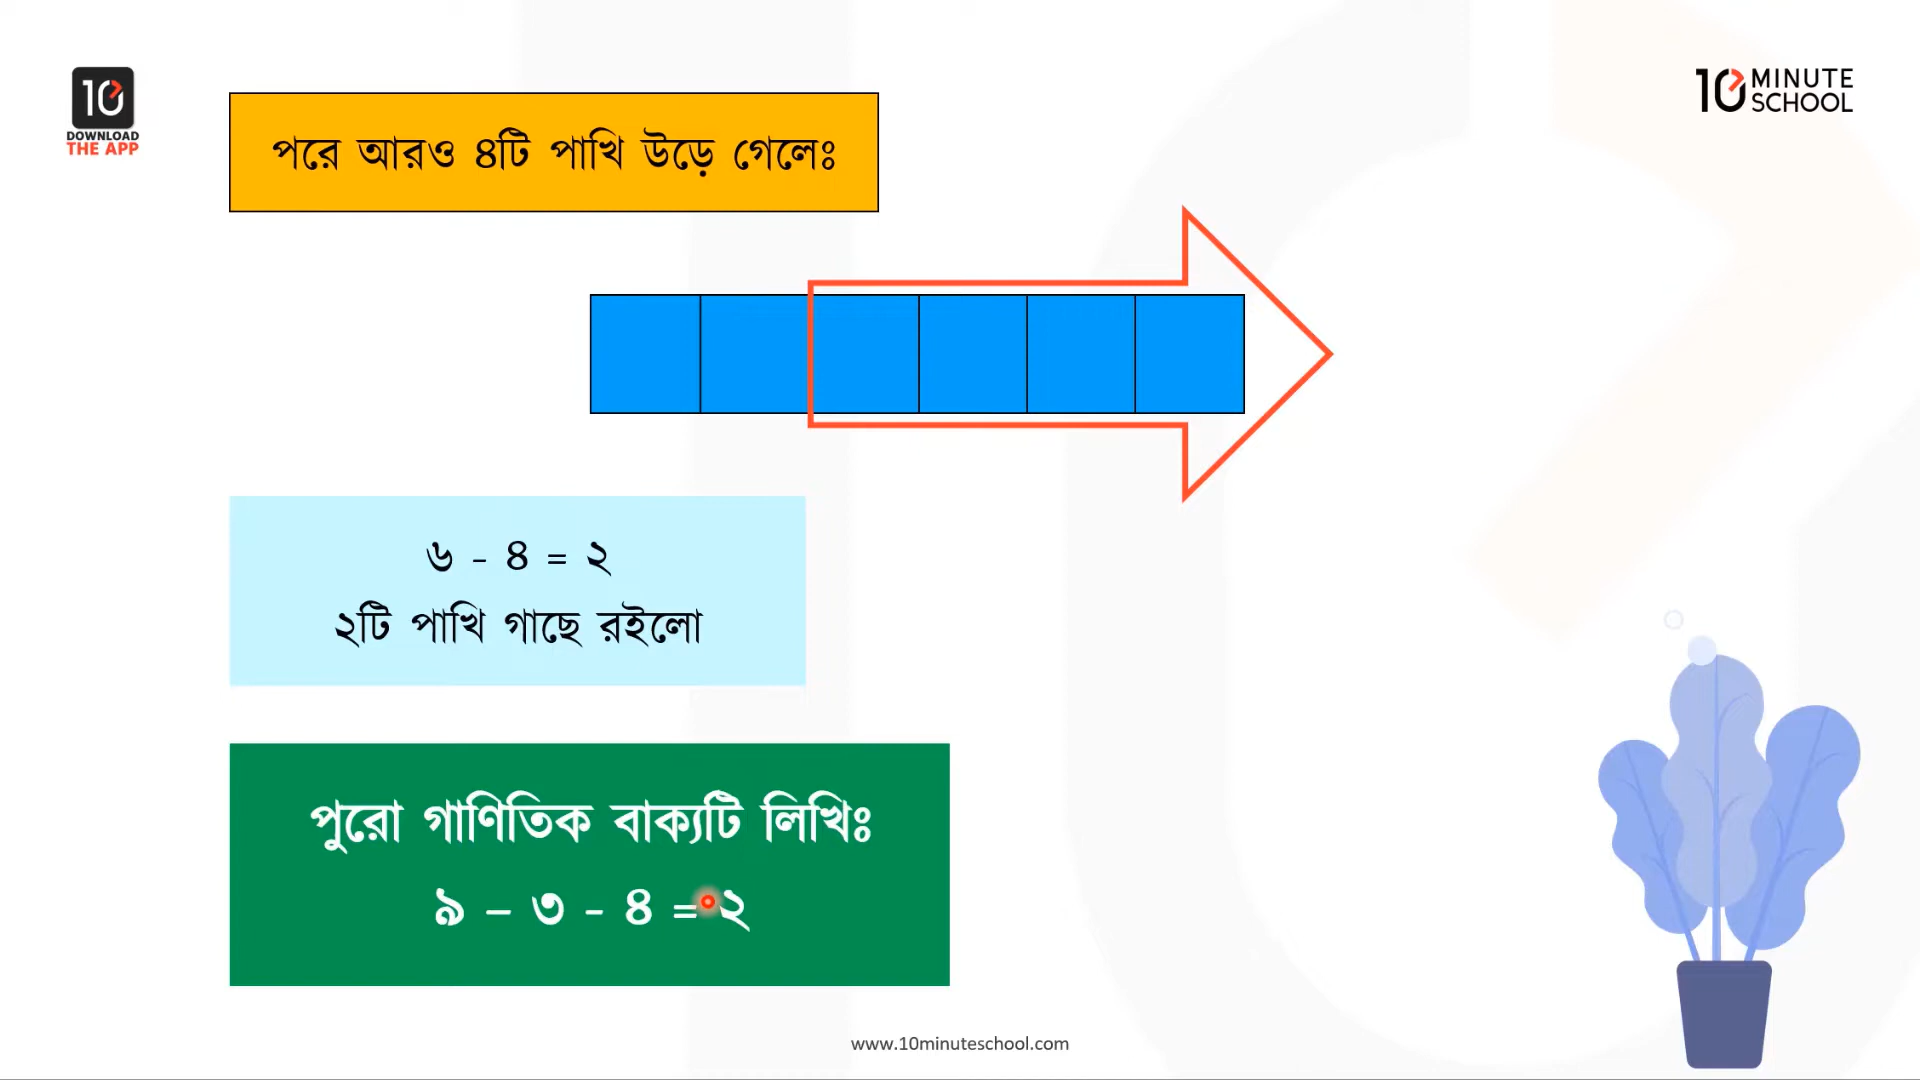 10
DOWNLOAD
THE APP
10 MINUTE
SCHOOL
পরে আরও ৪টি পাখি উড়ে গেলেঃ
৬ - ৪ = ২
২টি পাখি গাছে রইলো
পুরো গাণিতিক বাক্যটি লিখিঃ
৯ – ৩ - ৪ = ২
www.10minuteschool.com